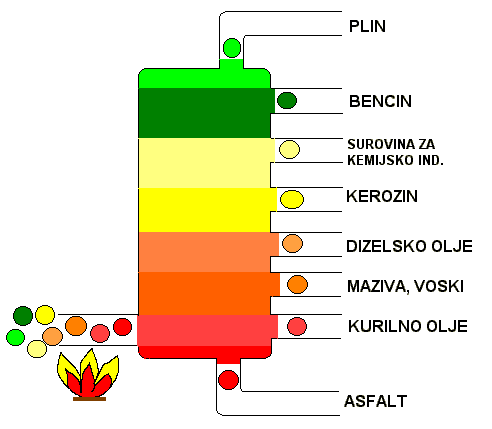 PLIN
BENCIN
SUROVINA ZA
KEMIJSKO IND.
KEROZIN
DIZELSKO OLJE
MAZIVA, VOSKI
KURILNO OLJE
ASFALT